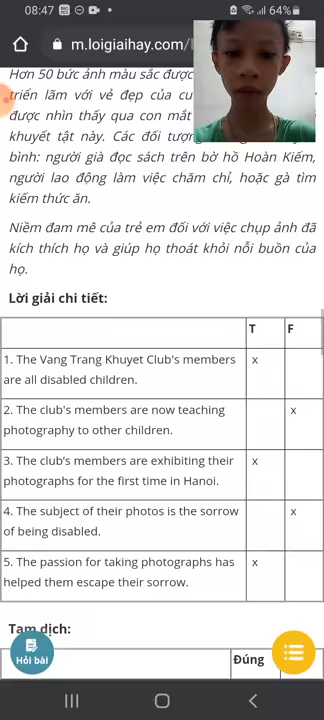 08:47
64%
m.loigiaihay.com/
Hơn 50 bức ảnh màu sắc được
triển lãm với vẻ đẹp của cu
được nhìn thấy qua con mắt
khuyết tật này. Các đối tượng
bình: người già đọc sách trên bờ hồ Hoàn Kiếm,
người lao động làm việc chăm chỉ, hoặc gà tìm
kiếm thức ăn.
Niềm đam mê của trẻ em đối với việc chụp ảnh đã
kích thích họ và giúp họ thoát khỏi nỗi buồn của
họ.
Lời giải chi tiết:
T F
1. The Vang Trang Khuyet Club's members x
are all disabled children.
2. The club's members are now teaching x
photography to other children.
3. The club's members are exhibiting their x
photographs for the first time in Hanoi.
4. The subject of their photos is the sorrow x
of being disabled.
5. The passion for taking photographs has x
helped them escape their sorrow.
Tạm dịch:
Hỏi bài
Đúng